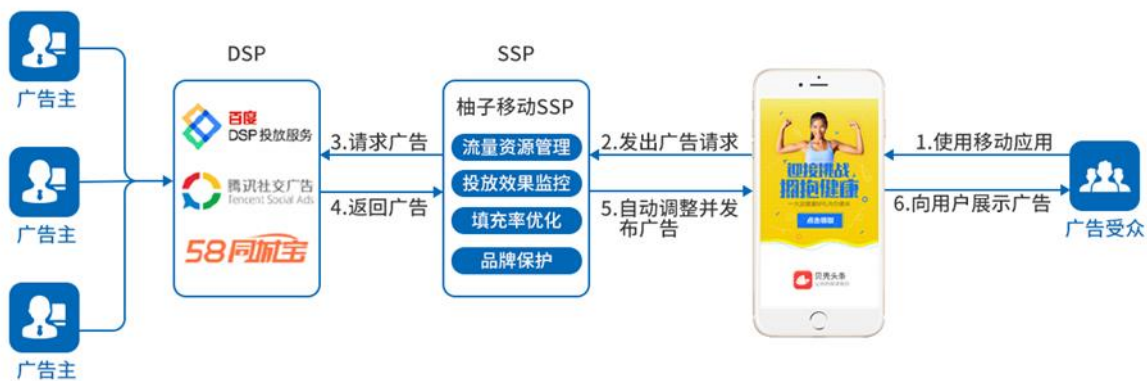 DSP
SSP
广告主
广告主
广告主
百度
DSP投放服务
腾讯社交广告
Tencent Social Ads
58同城宝
3.请求广告
4.返回广告
柚子移动SSP
流量资源管理
投放效果监控
填充率优化
品牌保护
2.发出广告请求
5.自动调整并发
布广告
迎接挑战
拥抱健康
点击领取
贝壳头条
1.使用移动应用
6.向用户展示广告
广告受众